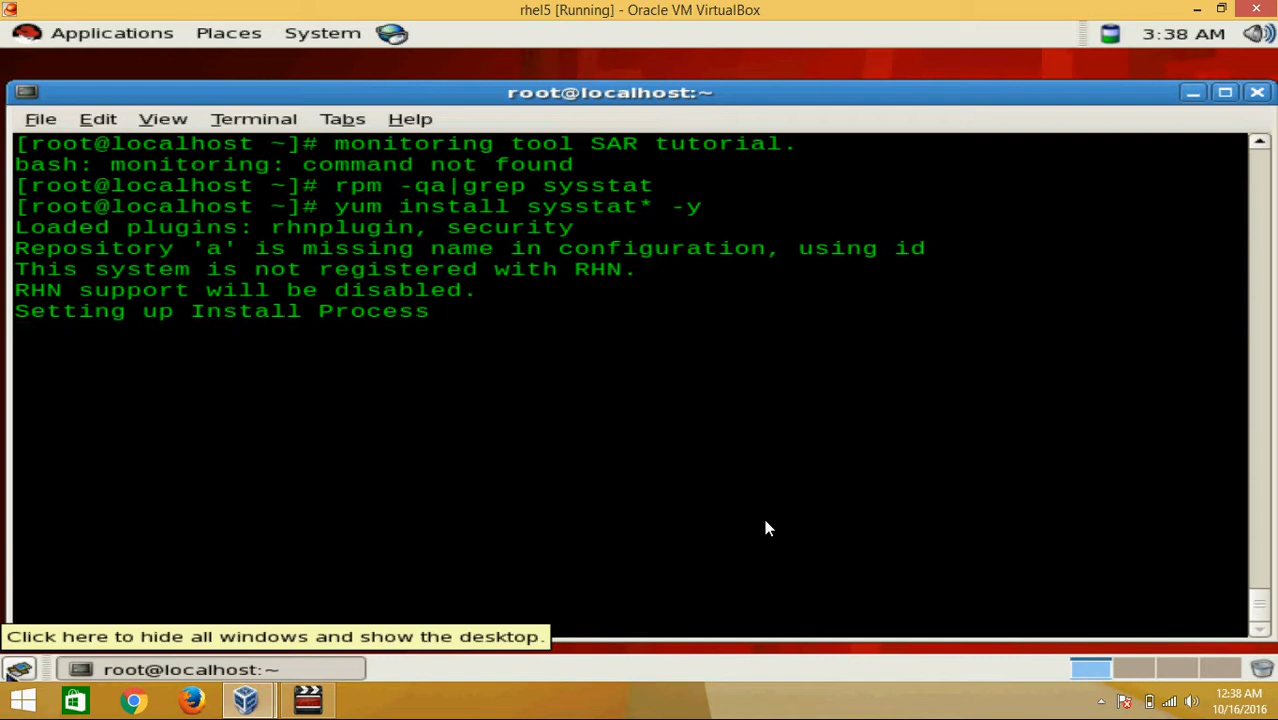 rhel5 [Running] - Oracle VM VirtualBox
Applications Places System 3:38 AM
root@localhost:~
File Edit View Terminal Tabs Help
[root@localhost ~]# monitoring tool SAR tutorial.
bash: monitoring: command not found
[root@localhost ~]# rpm -qa|grep sysstat
[root@localhost ~]# yum install sysstat* -y
Loaded plugins: rhnplugin, security
Repository 'a' is missing name in configuration, using id
This system is not registered with RHN.
RHN support will be disabled.
Setting up Install Process
Click here to hide all windows and show the desktop.
root@localhost:~
12:38 AM
10/16/2016